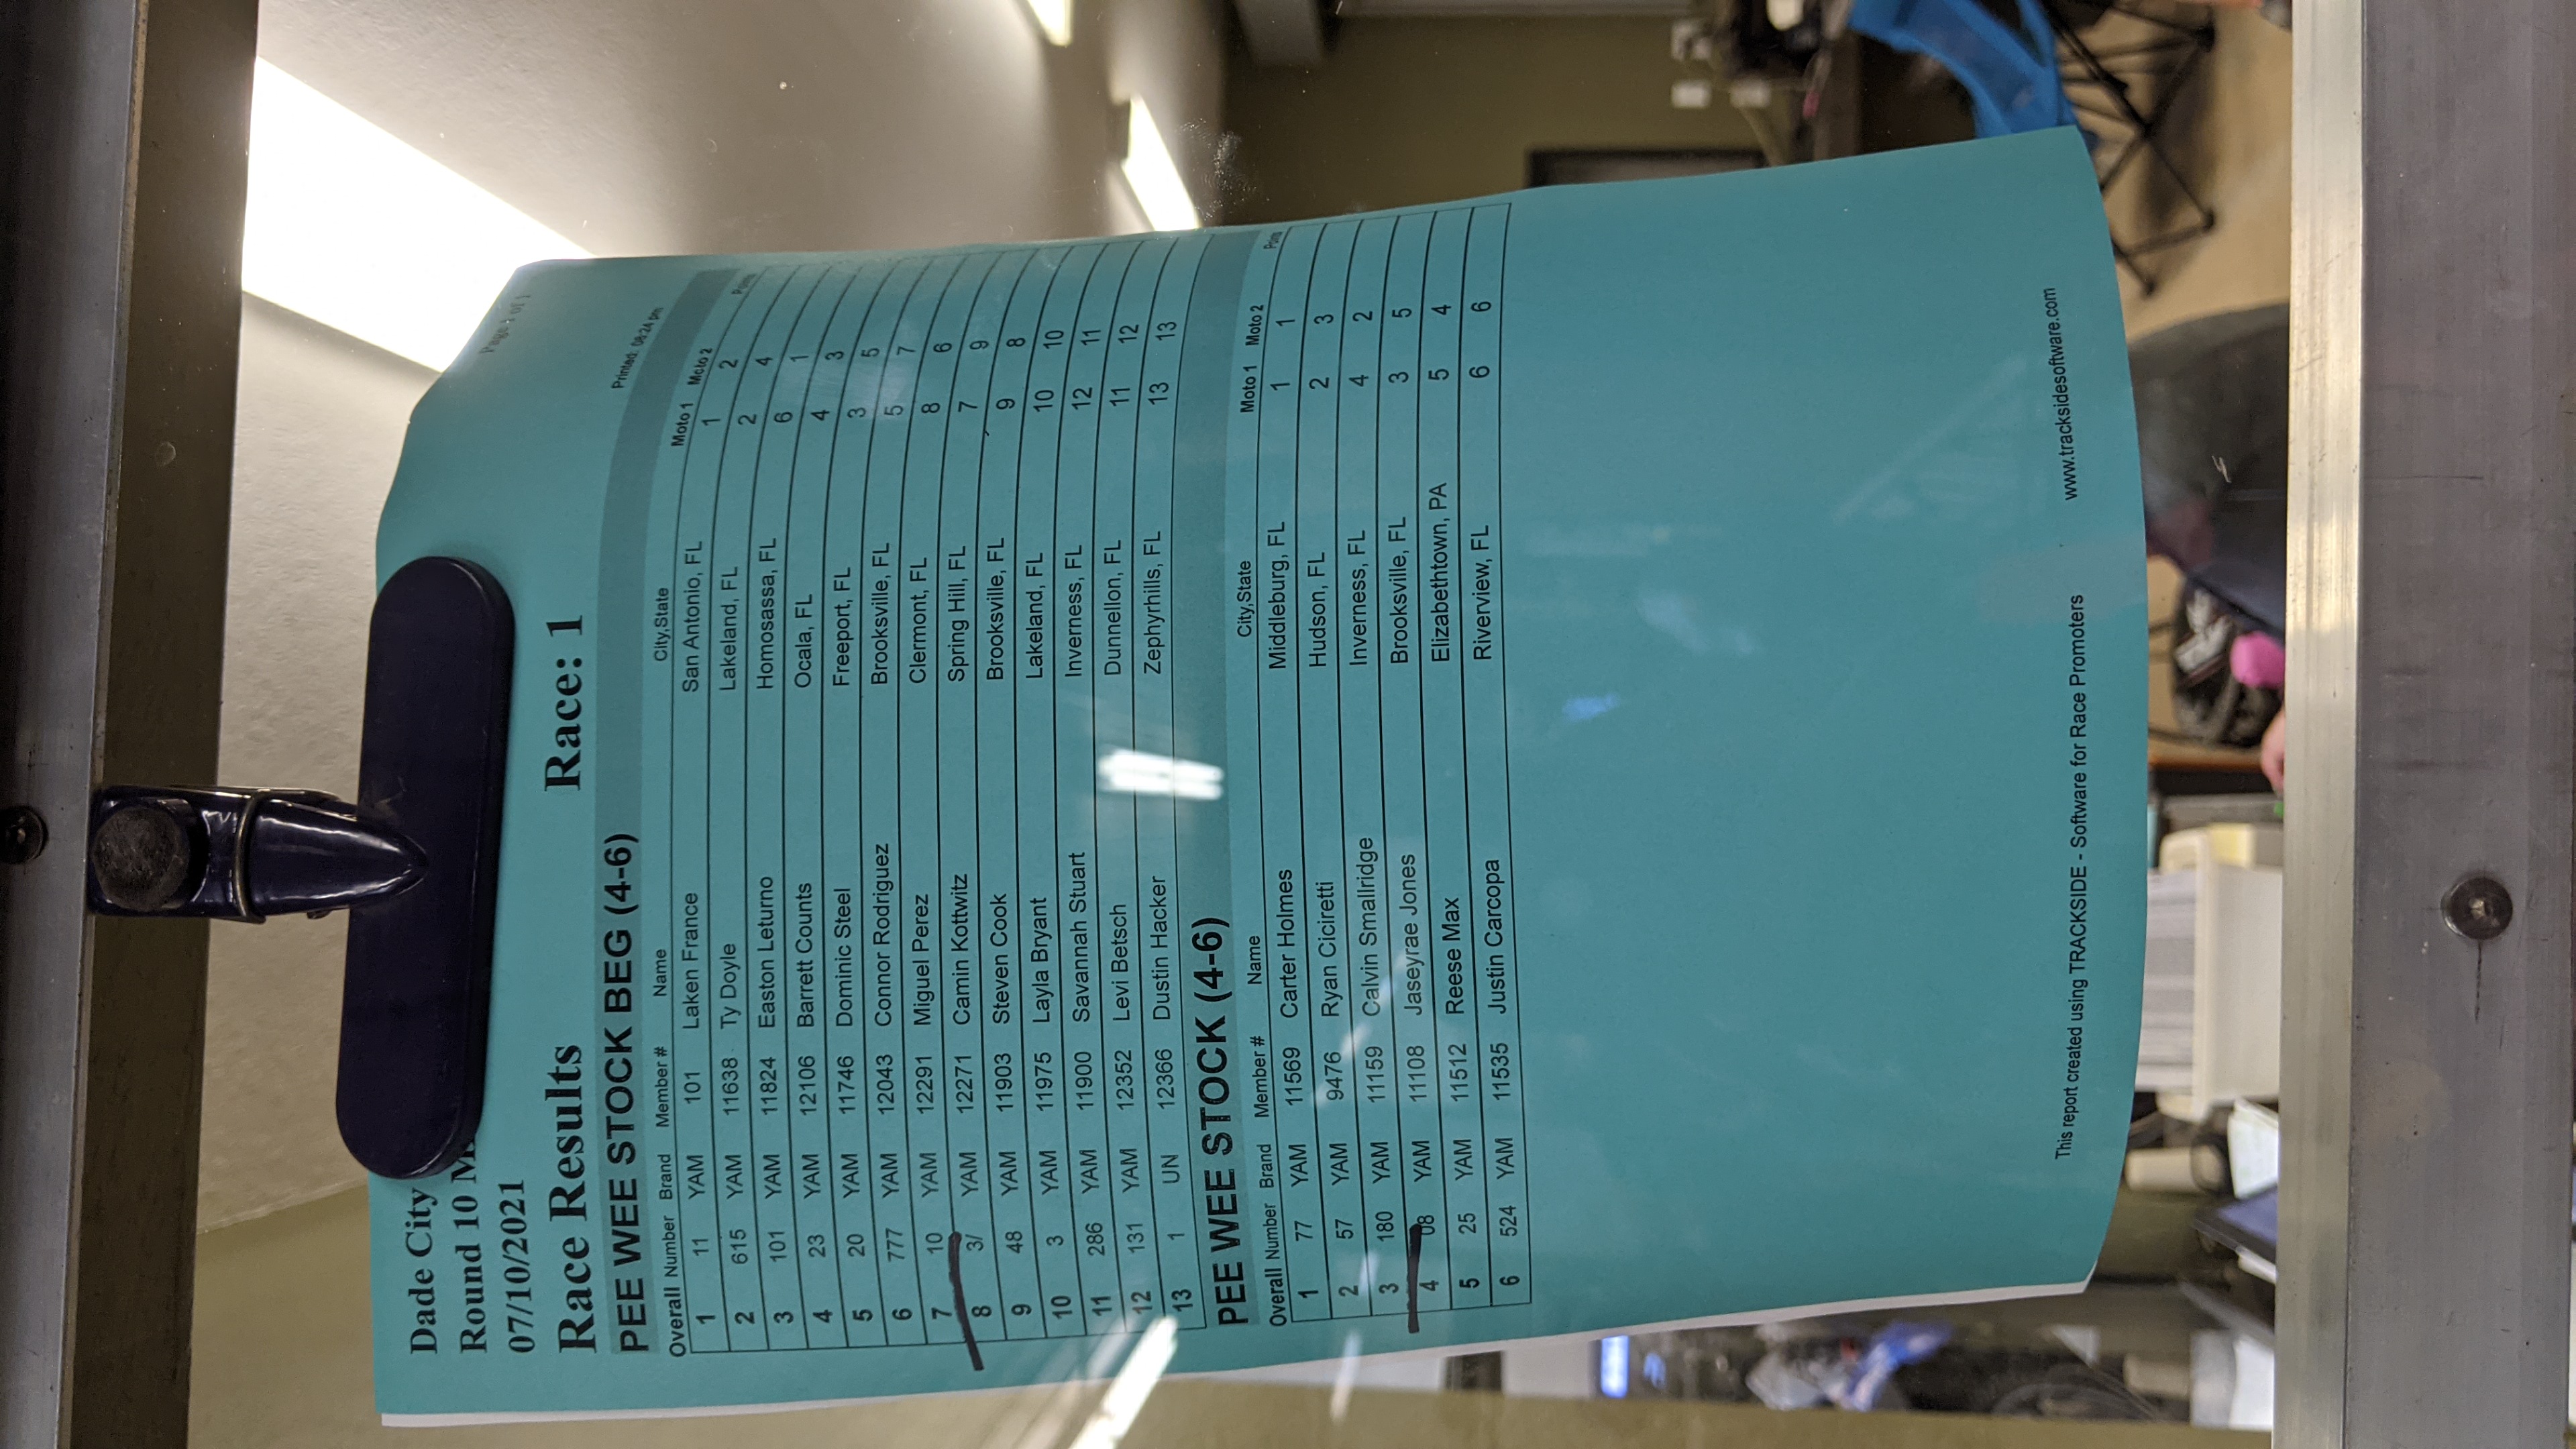 Page 1 of 1
Dade City
Round 10 M
07/10/2021
Printed: 08:24 pm
Race Results Race: 1
PEE WEE STOCK BEG (4-6)
Overall Number Brand Member # Name City,State Moto 1 Moto 2 Points
1 11 YAM 101 Laken France San Antonio, FL 1 2
2 615 YAM 11638 Ty Doyle Lakeland, FL 2 4
3 101 YAM 11824 Easton Leturno Homosassa, FL 6 1
4 23 YAM 12106 Barrett Counts Ocala, FL 4 3
5 20 YAM 11746 Dominic Steel Freeport, FL 3 5
6 777 YAM 12043 Connor Rodriguez Brooksville, FL 5 7
7 10 YAM 12291 Miguel Perez Clermont, FL 8 6
8 YAM 12271 Camin Kottwitz Spring Hill, FL 7 9
9 48 YAM 11903 Steven Cook Brooksville, FL 9 8
10 3 YAM 11975 Layla Bryant Lakeland, FL 10 10
11 286 YAM 11900 Savannah Stuart Inverness, FL 12 11
12 131 YAM 12352 Levi Betsch Dunnellon, FL 11 12
13 1 UN 12366 Dustin Hacker Zephyrhills, FL 13 13
PEE WEE STOCK (4-6)
Overall Number Brand Member # Name City,State Moto 1 Moto 2 Points
1 77 YAM 11569 Carter Holmes Middleburg, FL 1 1
2 57 YAM 9476 Ryan Ciciretti Hudson, FL 2 3
3 180 YAM 11159 Calvin Smallridge Inverness, FL 4 2
4 08 YAM 11108 Jaseyrae Jones Brooksville, FL 3 5
5 25 YAM 11512 Reese Max Elizabethtown, PA 5 4
6 524 YAM 11535 Justin Carcopa Riverview, FL 6 6
This report created using TRACKSIDE - Software for Race Promoters www.tracksidesoftware.com